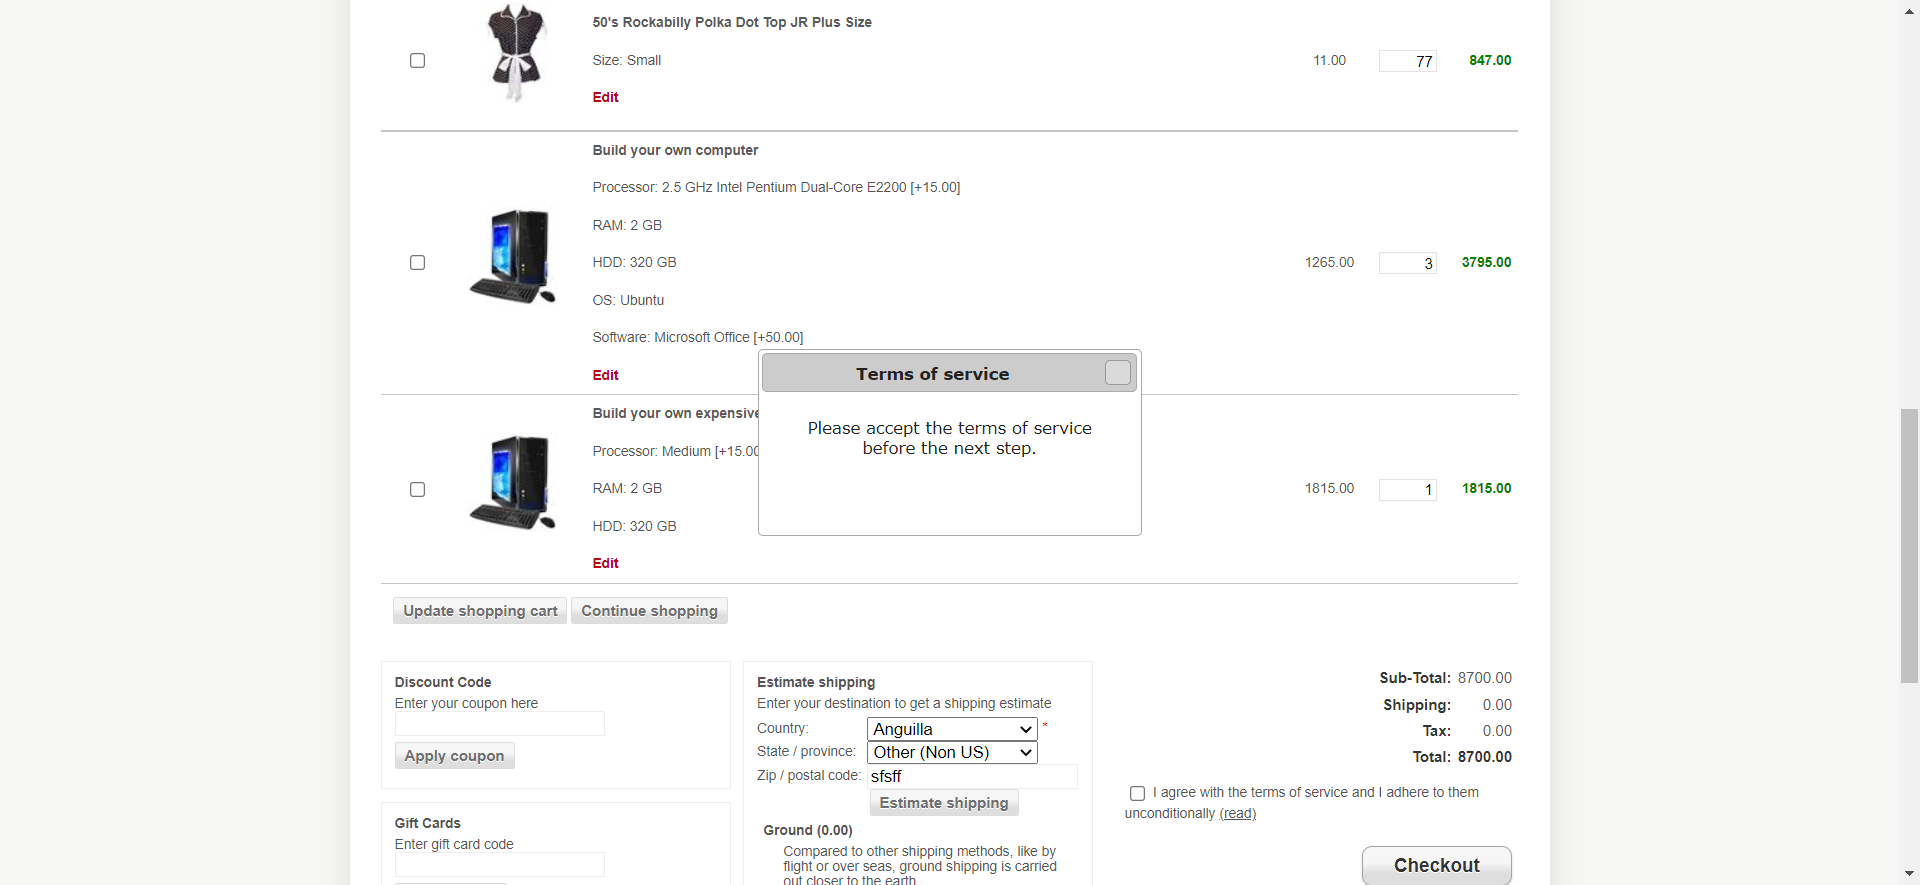 50's Rockabilly Polka Dot Top JR Plus Size
Size: Small
11.00 77 847.00
Edit
Build your own computer
Processor: 2.5 GHz Intel Pentium Dual-Core E2200 [+15.00]
RAM: 2 GB
HDD: 320 GB
1265.00 3 3795.00
OS: Ubuntu
Software: Microsoft Office [+50.00]
Edit
Terms of service
Please accept the terms of service
before the next step.
Build your own expensive
Processor: Medium [+15.00
RAM: 2 GB
1815.00 1 1815.00
HDD: 320 GB
Edit
Update shopping cart Continue shopping
Discount Code
Enter your coupon here
Apply coupon
Gift Cards
Enter gift card code
Estimate shipping
Enter your destination to get a shipping estimate
Country: Anguilla *
State / province: Other (Non US)
Zip / postal code: sfsff
Estimate shipping
Ground (0.00)
Compared to other shipping methods, like by
flight or over seas, ground shipping is carried
out closer to the earth
Sub-Total: 8700.00
Shipping: 0.00
Tax: 0.00
Total: 8700.00
I agree with the terms of service and I adhere to them
unconditionally (read)
Checkout